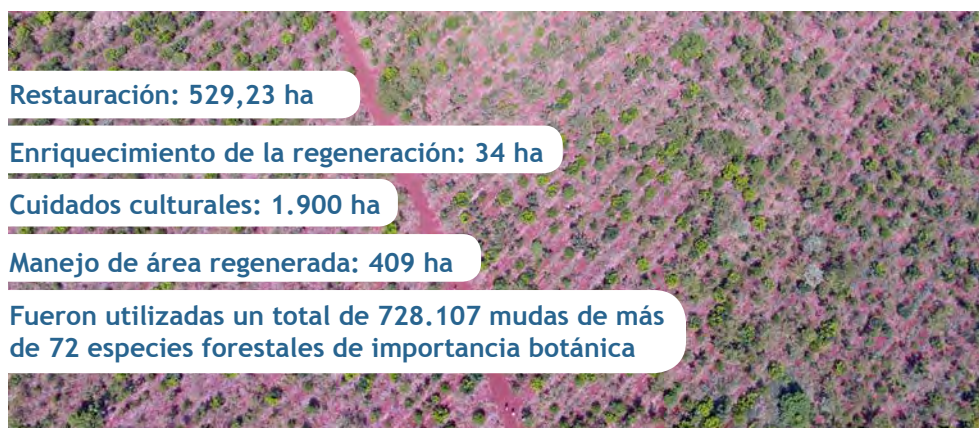 Restauración: 529,23 ha
Enriquecimiento de la regeneración: 34 ha
Cuidados culturales: 1.900 ha
Manejo de área regenerada: 409 ha
Fueron utilizadas un total de 728.107 mudas de más
de 72 especies forestales de importancia botánica